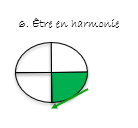 6. Être en harmonie